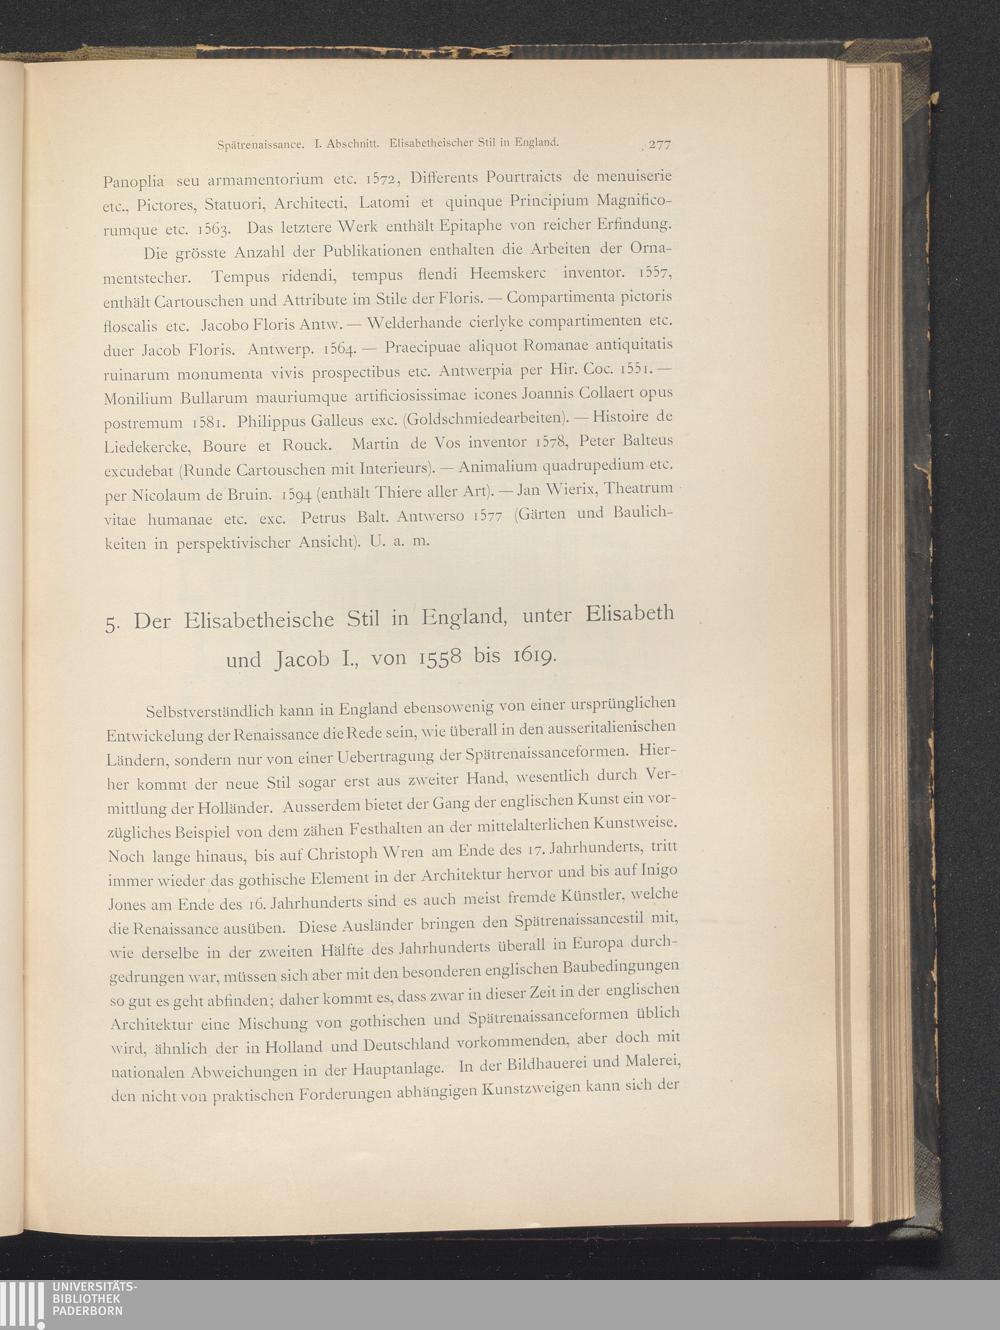 Spätrenaissance. I. Abschnitt. Elisabetheischer Stil in England. 277
Panoplia seu armamentorium etc. 1572, Differents Pourtraicts de menuiserie
etc., Pictores, Statuori, Architecti, Latomi et quinque Principium Magnifico-
rumque etc. 1563. Das letztere Werk enthält Epitaphe von reicher Erfindung.
Die grösste Anzahl der Publikationen enthalten die Arbeiten der Orna-
mentstecher. Tempus ridendi, tempus flendi Heemskerc inventor. 1557,
enthält Cartouschen und Attribute im Stile der Floris. — Compartimenta pictoris
floscalis etc. Jacobo Floris Antw. — Welderhande cierlyke compartimenten etc.
duer Jacob Floris. Antwerp. 1564. — Praecipuae aliquot Romanae antiquitatis
ruinarum monumenta vivis prospectibus etc. Antwerpia per Hir. Coc. 1551. —
Monilium Bullarum mauriumque artificiosissimae icones Joannis Collaert opus
postremum 1581. Philippus Galleus exc. (Goldschmiedearbeiten). — Histoire de
Liedekercke, Boure et Rouck. Martin de Vos inventor 1578, Peter Balteus
excudebat (Runde Cartouschen mit Interieurs). — Animalium quadrupedium etc.
per Nicolaum de Bruin. 1594 (enthält Thiere aller Art). — Jan Wierix, Theatrum
vitae humanae etc. exc. Petrus Balt. Antwerso 1577 (Gärten und Baulich-
keiten in perspektivischer Ansicht). U. a. m.
5. Der Elisabetheische Stil in England, unter Elisabeth
und Jacob I., von 1558 bis 1619.
Selbstverständlich kann in England ebensowenig von einer ursprünglichen
Entwickelung der Renaissance die Rede sein, wie überall in den ausseritalienischen
Ländern, sondern nur von einer Uebertragung der Spätrenaissanceformen. Hier-
her kommt der neue Stil sogar erst aus zweiter Hand, wesentlich durch Ver-
mittlung der Holländer. Ausserdem bietet der Gang der englischen Kunst ein vor-
zügliches Beispiel von dem zähen Festhalten an der mittelalterlichen Kunstweise.
Noch lange hinaus, bis auf Christoph Wren am Ende des 17. Jahrhunderts, tritt
immer wieder das gothische Element in der Architektur hervor und bis auf Inigo
Jones am Ende des 16. Jahrhunderts sind es auch meist fremde Künstler, welche
die Renaissance ausüben. Diese Ausländer bringen den Spätrenaissancestil mit,
wie derselbe in der zweiten Hälfte des Jahrhunderts überall in Europa durch-
gedrungen war, müssen sich aber mit den besonderen englischen Baubedingungen
so gut es geht abfinden; daher kommt es, dass zwar in dieser Zeit in der englischen
Architektur eine Mischung von gothischen und Spätrenaissanceformen üblich
wird, ähnlich der in Holland und Deutschland vorkommenden, aber doch mit
nationalen Abweichungen in der Hauptanlage. In der Bildhauerei und Malerei,
den nicht von praktischen Forderungen abhängigen Kunstzweigen kann sich der
UNIVERSITÄTS-
BIBLIOTHEK
PADERBORN